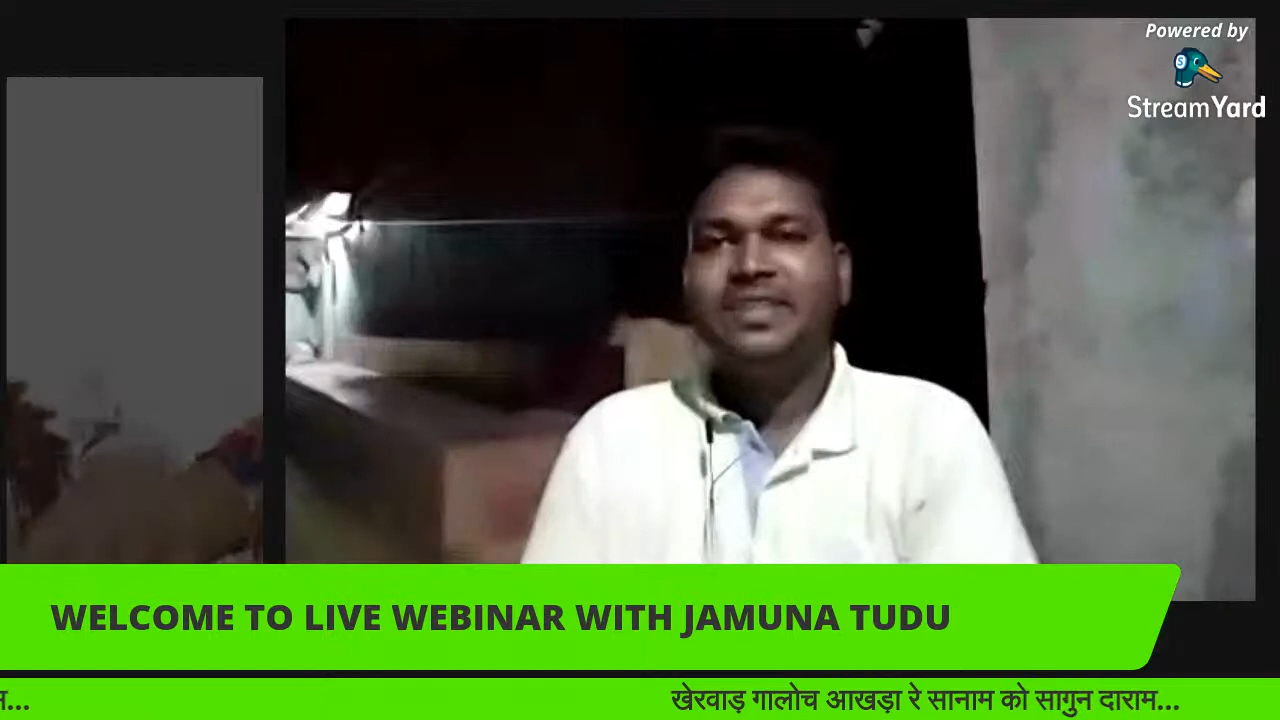 Powered by
StreamYard
WELCOME TO LIVE WEBINAR WITH JAMUNA TUDU
खेरवाड़ गालोच आखड़ा रे सानाम को सागुन दाराम...